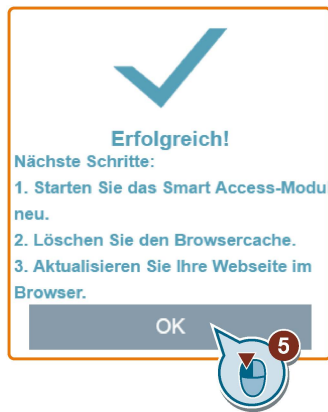 Erfolgreich!
Nächste Schritte:
1. Starten Sie das Smart Access-Modu
neu.
2. Löschen Sie den Browsercache.
3. Aktualisieren Sie Ihre Webseite im
Browser.
OK
5